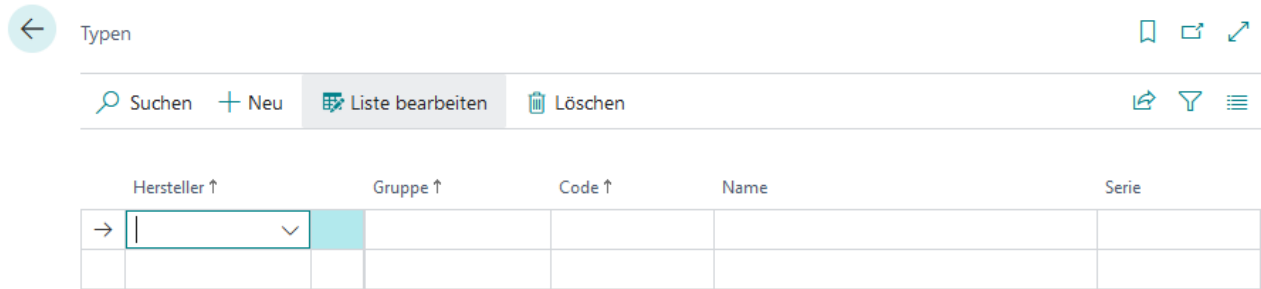 Typen
Suchen Neu Liste bearbeiten Löschen
Hersteller ↑ Gruppe ↑ Code ↑ Name Serie